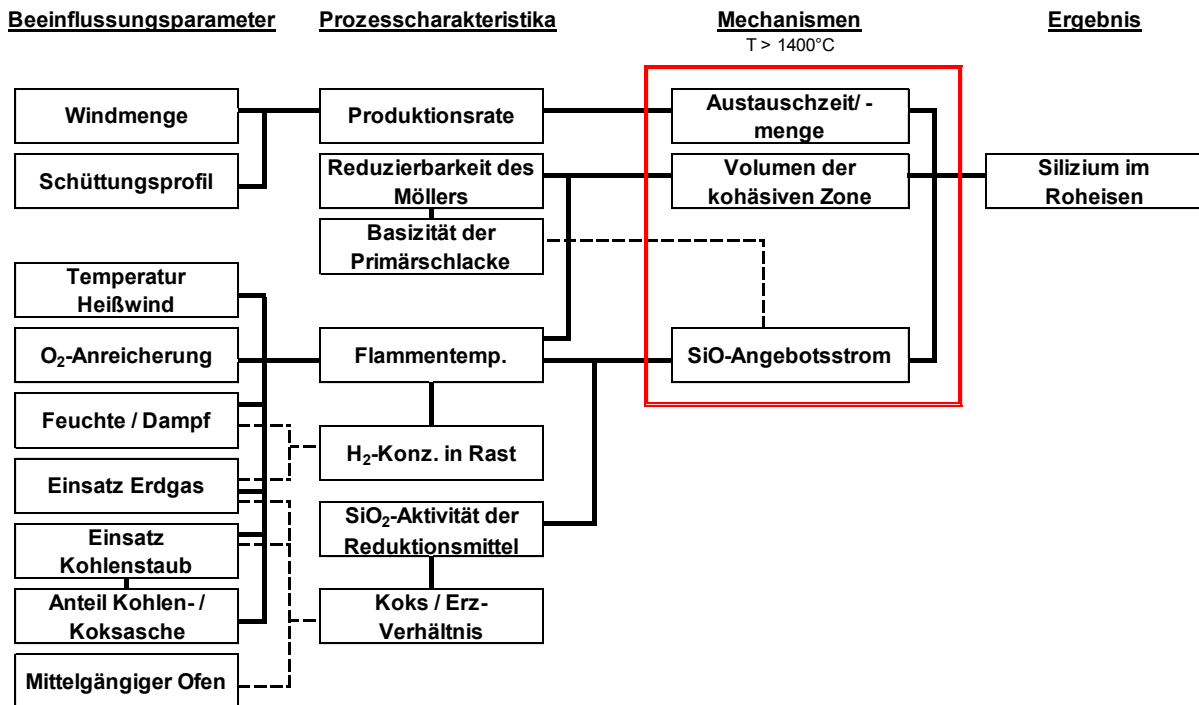 Beeinflussungsparameter
Prozesscharakteristika
Mechismen
T > 1400°C
Ergebnis
Windmenge
Produktionsrate
Austauschzeit/ -
menge
Schüttungsprofil
Reduzierbarkeit des
Möllers
Volumen der
kohäsiven Zone
Silizium im
Roheisen
Basizität der
Primärschlacke
Temperatur
Heißwind
O₂-Anreicherung
Flammentemp.
SiO-Angebotsstrom
Feuchte / Dampf
H₂-Konz. in Rast
Einsatz Erdgas
SiO₂-Aktivität der
Reduktionsmittel
Einsatz
Kohlenstaub
Anteil Kohlen- /
Koksasche
Koks / Erz-
Verhältnis
Mittelgängiger Ofen